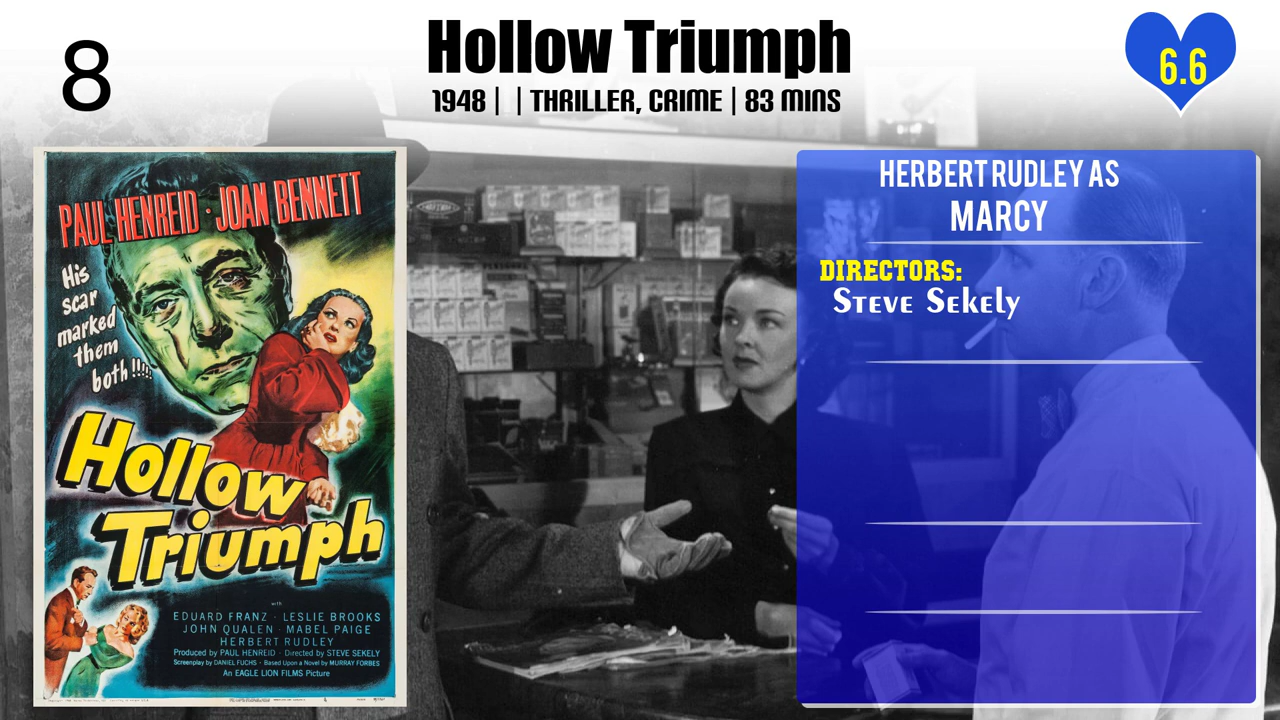 8
Hollow Triumph
1948 | | THRILLER, CRIME | 83 MINS
6.6
PAUL HENREID · JOAN BENNETT
His
scar
marked
them
both!!!!
Hollow
Triumph
with
EDUARD FRANZ · LESLIE BROOKS
JOHN QUALEN · MABEL PAIGE
HERBERT RUDLEY
Produced by PAUL HENREID · Directed by STEVE SEKELY
Screenplay by DANIEL FUCHS · Based Upon a Novel by MURRAY FORBES
An EAGLE LION FILMS Picture
HERBERT RUDLEY AS
MARCY
DIRECTORS:
STEVE SEKELY